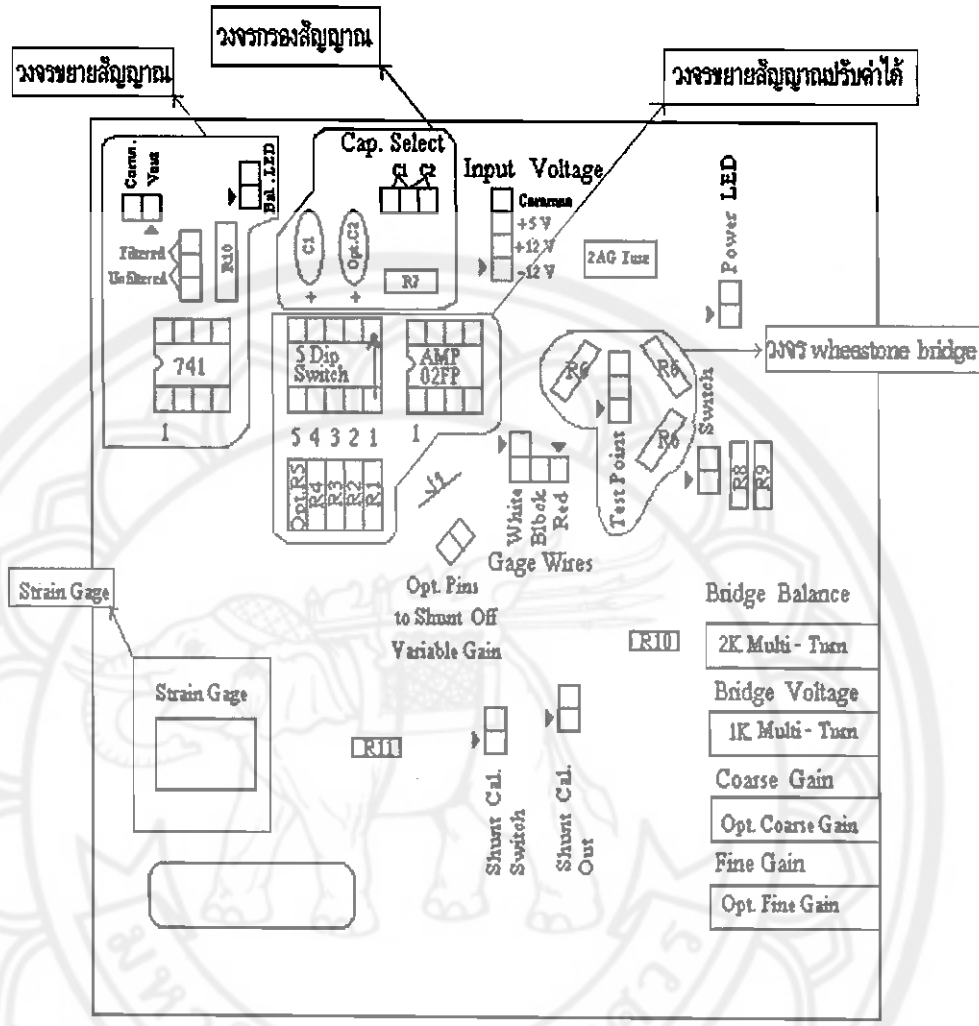 วงจรกรองสัญญาณ
วงจรขยายสัญญาณ
วงจรขยายสัญญาณปรับค่าได้
Comm.
Vout
Bal. LED
Cap. Select
C1 C2
Input Voltage
Common
+5 V
+12 V
-12 V
Power LED
Filtered
Unfiltered
R10
C1
Opt.C2
+ +
R7
2AG Fuse
741
1
5 Dip
Switch
AMP
02FP
5 4 3 2 1
1
R6
R5
R6
Test Point
Switch
วงจร wheastone bridge
Opt.R5
R4
R3
R2
R1
R8
R9
White
Blbck
Red
Gage Wires
Strain Gage
Opt. Pins
to Shunt Off
Variable Gain
Bridge Balance
R10
2K Multi - Turn
Bridge Voltage
1K Multi - Turn
Coarse Gain
Opt. Coarse Gain
Fine Gain
Opt. Fine Gain
Strain Gage
R11
Shunt Cal.
Switch
Shunt Cal.
Out